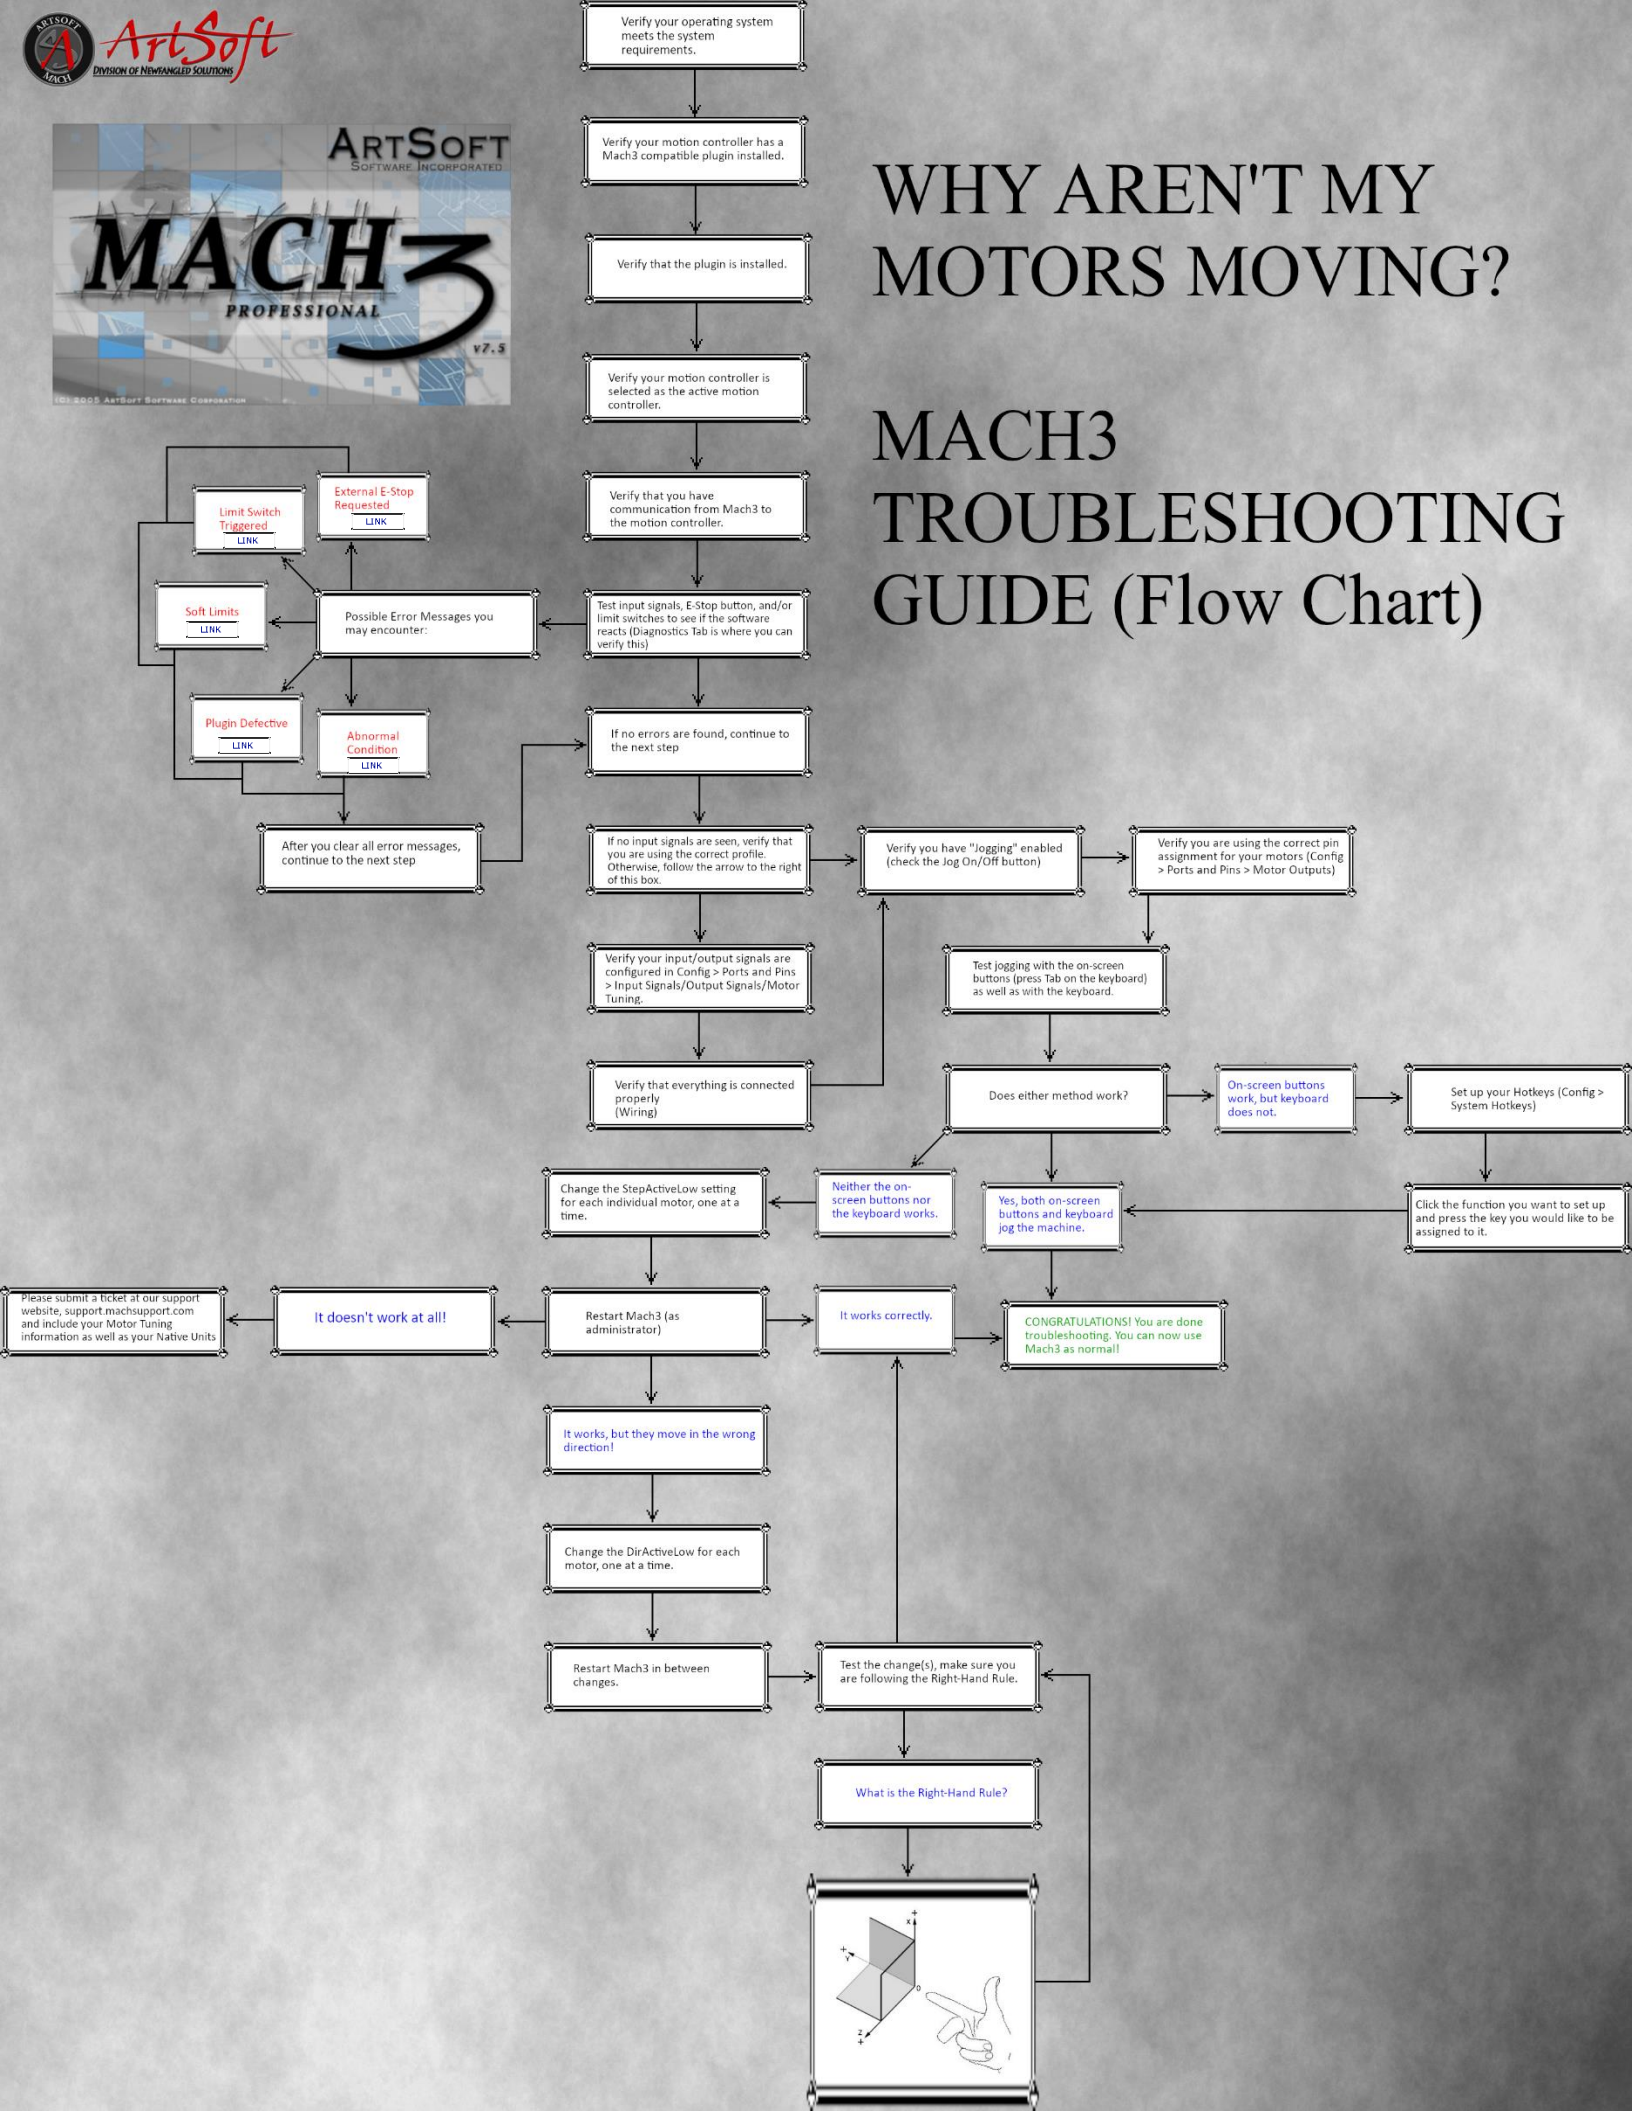 ARTSOFT
MACH
ArtSoft
DIVISION OF NEWFANGLED SOLUTIONS
ARTSOFT
SOFTWARE INCORPORATED
MACH3
PROFESSIONAL
v7.5
(C) 2005 ARTSOFT SOFTWARE CORPORATION
WHY AREN'T MY
MOTORS MOVING?
MACH3
TROUBLESHOOTING
GUIDE (Flow Chart)
Verify your operating system
meets the system
requirements.
Verify your motion controller has a
Mach3 compatible plugin installed.
Verify that the plugin is installed.
Verify your motion controller is
selected as the active motion
controller.
Verify that you have
communication from Mach3 to
the motion controller.
Test input signals, E-Stop button, and/or
limit switches to see if the software
reacts (Diagnostics Tab is where you can
verify this)
Possible Error Messages you
may encounter:
External E-Stop
Requested
LINK
Limit Switch
Triggered
LINK
Soft Limits
LINK
Plugin Defective
LINK
Abnormal
Condition
LINK
After you clear all error messages,
continue to the next step
If no errors are found, continue to
the next step
If no input signals are seen, verify that
you are using the correct profile.
Otherwise, follow the arrow to the right
of this box.
Verify you have "Jogging" enabled
(check the Jog On/Off button)
Verify you are using the correct pin
assignment for your motors (Config
> Ports and Pins > Motor Outputs)
Verify your input/output signals are
configured in Config > Ports and Pins
> Input Signals/Output Signals/Motor
Tuning.
Test jogging with the on-screen
buttons (press Tab on the keyboard)
as well as with the keyboard.
Verify that everything is connected
properly
(Wiring)
Does either method work?
On-screen buttons
work, but keyboard
does not.
Set up your Hotkeys (Config >
System Hotkeys)
Change the StepActiveLow setting
for each individual motor, one at a
time.
Neither the on-
screen buttons nor
the keyboard works.
Yes, both on-screen
buttons and keyboard
jog the machine.
Click the function you want to set up
and press the key you would like to be
assigned to it.
Please submit a ticket at our support
website, support.machsupport.com
and include your Motor Tuning
information as well as your Native Units
It doesn't work at all!
Restart Mach3 (as
administrator)
It works correctly.
CONGRATULATIONS! You are done
troubleshooting. You can now use
Mach3 as normal!
It works, but they move in the wrong
direction!
Change the DirActiveLow for each
motor, one at a time.
Restart Mach3 in between
changes.
Test the change(s), make sure you
are following the Right-Hand Rule.
What is the Right-Hand Rule?
+
X
+
Y
0
Z
+